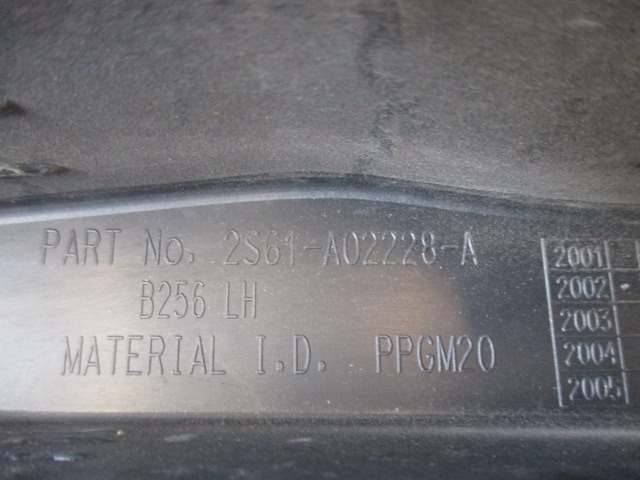 PART No. 2S61-A02228-A
B256 LH
MATERIAL I.D. PPGM20
2001
2002
2003
2004
2005